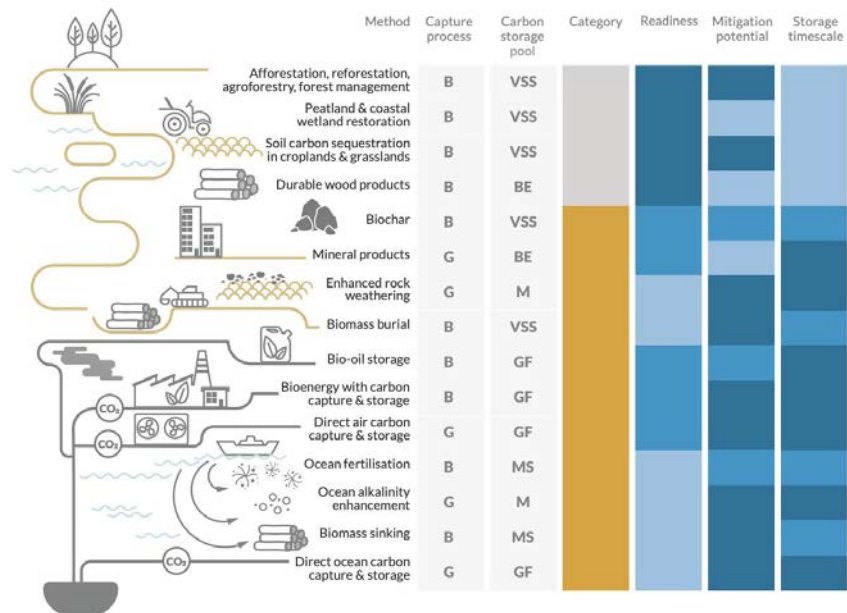 Method Capture process Carbon storage pool Category Readiness Mitigation potential Storage timescale
Afforestation, reforestation,
agroforestry, forest management B VSS
Peatland & coastal
wetland restoration B VSS
Soil carbon sequestration
in croplands & grasslands B VSS
Durable wood products B BE
Biochar B VSS
Mineral products G BE
Enhanced rock
weathering G M
Biomass burial B VSS
Bio-oil storage B GF
Bioenergy with carbon
capture & storage B GF
CO₂
Direct air carbon
capture & storage G GF
CO₂
Ocean fertilisation B MS
Ocean alkalinity
enhancement G M
Biomass sinking B MS
Direct ocean carbon
capture & storage G GF
CO₂